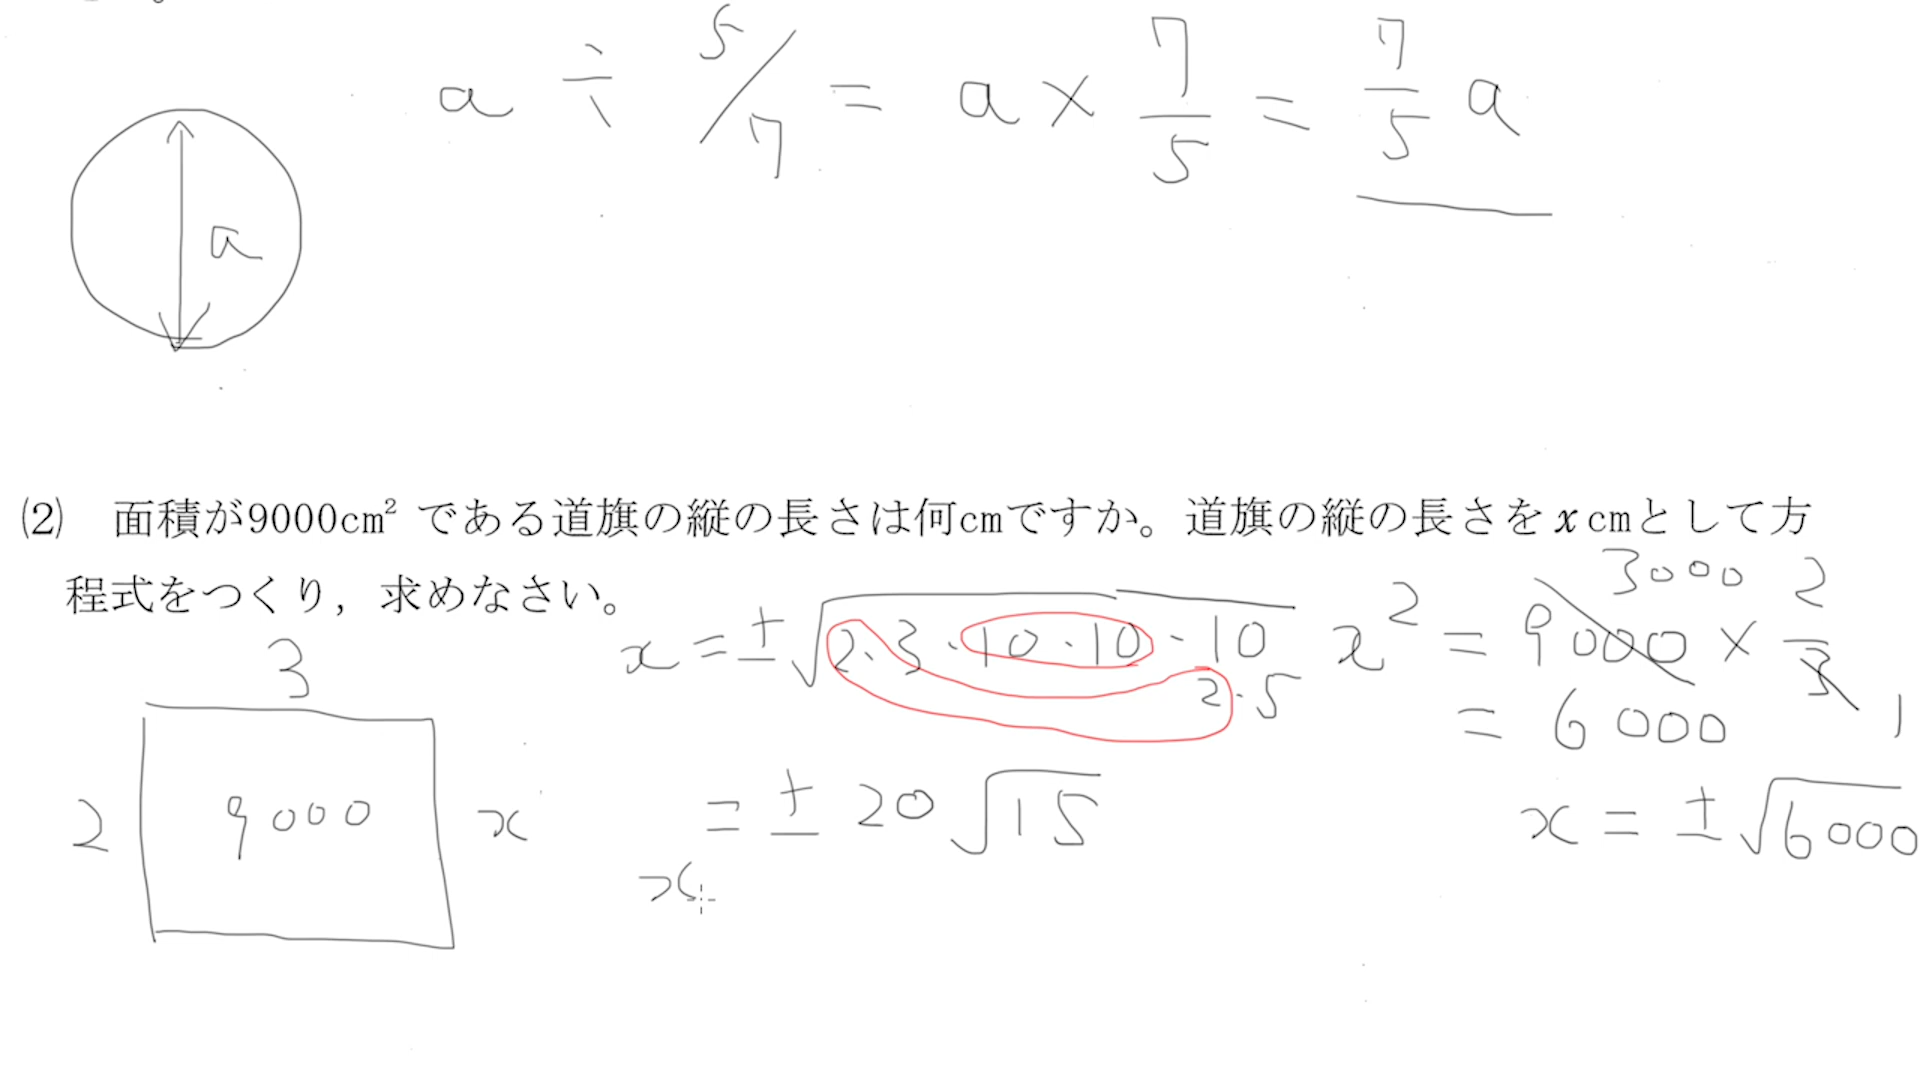 a ÷ 5/7 = a × 7/5 = 7/5 a
a
(2) 面積が9000cm² である道旗の縦の長さは何cmですか。道旗の縦の長さをxcmとして方
程式をつくり，求めなさい。
3
2
9000
x
x = ±√2・3・10・10・10
2・5
= ±20√15
x
3000
x² = 9000 × 2/3
1
= 6000
x = ±√6000